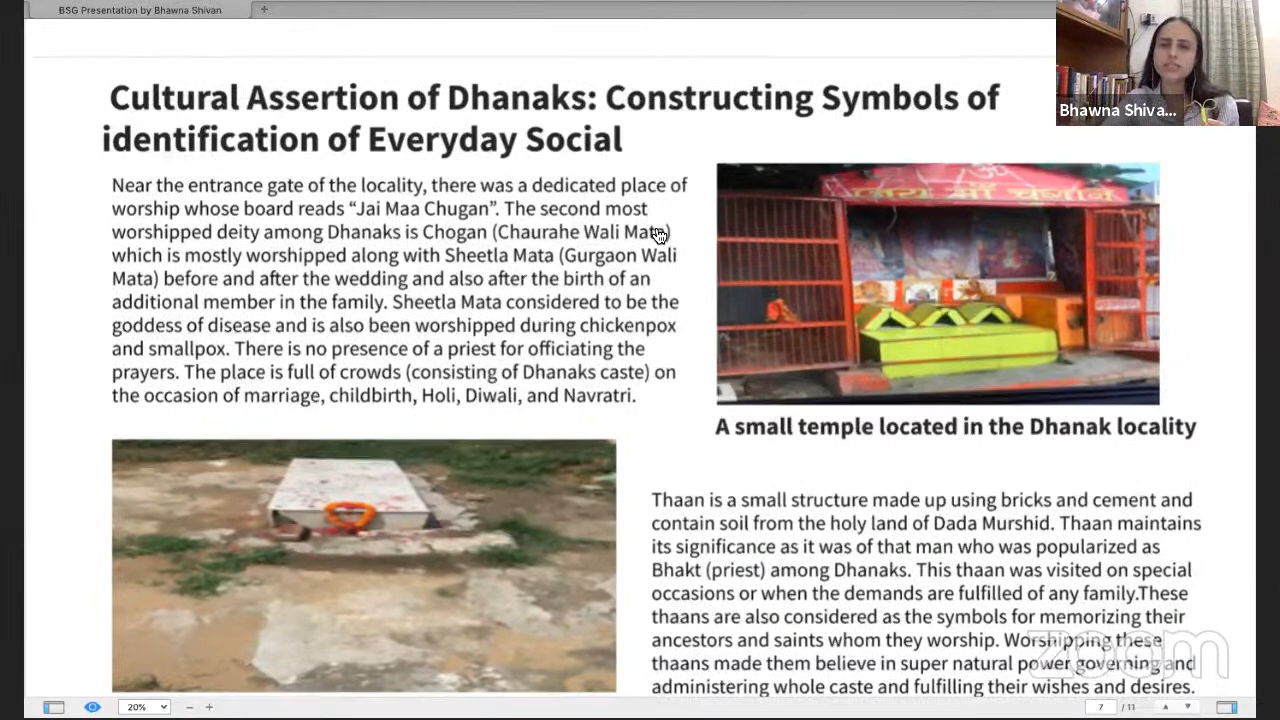 BSG Presentation by Bhawna Shivan
Bhawna Shiva...
Cultural Assertion of Dhanaks: Constructing Symbols of
identification of Everyday Social
Near the entrance gate of the locality, there was a dedicated place of
worship whose board reads “Jai Maa Chugan”. The second most
worshipped deity among Dhanaks is Chogan (Chaurahe Wali Mata)
which is mostly worshipped along with Sheetla Mata (Gurgaon Wali
Mata) before and after the wedding and also after the birth of an
additional member in the family. Sheetla Mata considered to be the
goddess of disease and is also been worshipped during chickenpox
and smallpox. There is no presence of a priest for officiating the
prayers. The place is full of crowds (consisting of Dhanaks caste) on
the occasion of marriage, childbirth, Holi, Diwali, and Navratri.
जय माँ
A small temple located in the Dhanak locality
Thaan is a small structure made up using bricks and cement and
contain soil from the holy land of Dada Murshid. Thaan maintains
its significance as it was of that man who was popularized as
Bhakt (priest) among Dhanaks. This thaan was visited on special
occasions or when the demands are fulfilled of any family.These
thaans are also considered as the symbols for memorizing their
ancestors and saints whom they worship. Worshipping these
thaans made them believe in super natural power governing and
administering whole caste and fulfilling their wishes and desires.
zoom
20%
7 / 11